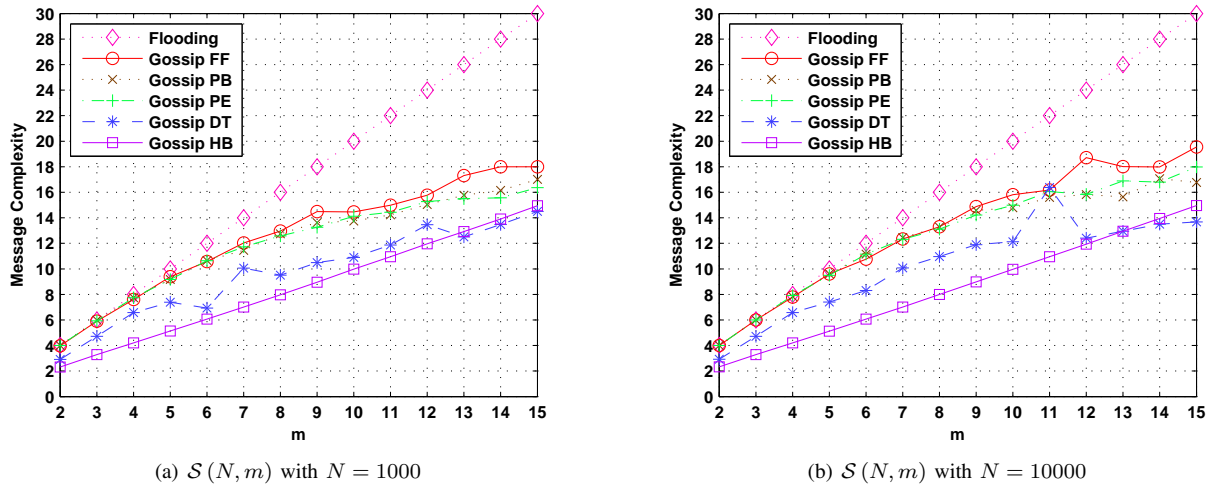 30
28
26
24
22
20
18
16
14
12
10
8
6
4
2
0
Message Complexity
Flooding
Gossip FF
Gossip PB
Gossip PE
Gossip DT
Gossip HB
2 3 4 5 6 7 8 9 10 11 12 13 14 15
m
(a) S (N, m) with N = 1000
30
28
26
24
22
20
18
16
14
12
10
8
6
4
2
0
Message Complexity
Flooding
Gossip FF
Gossip PB
Gossip PE
Gossip DT
Gossip HB
2 3 4 5 6 7 8 9 10 11 12 13 14 15
m
(b) S (N, m) with N = 10000